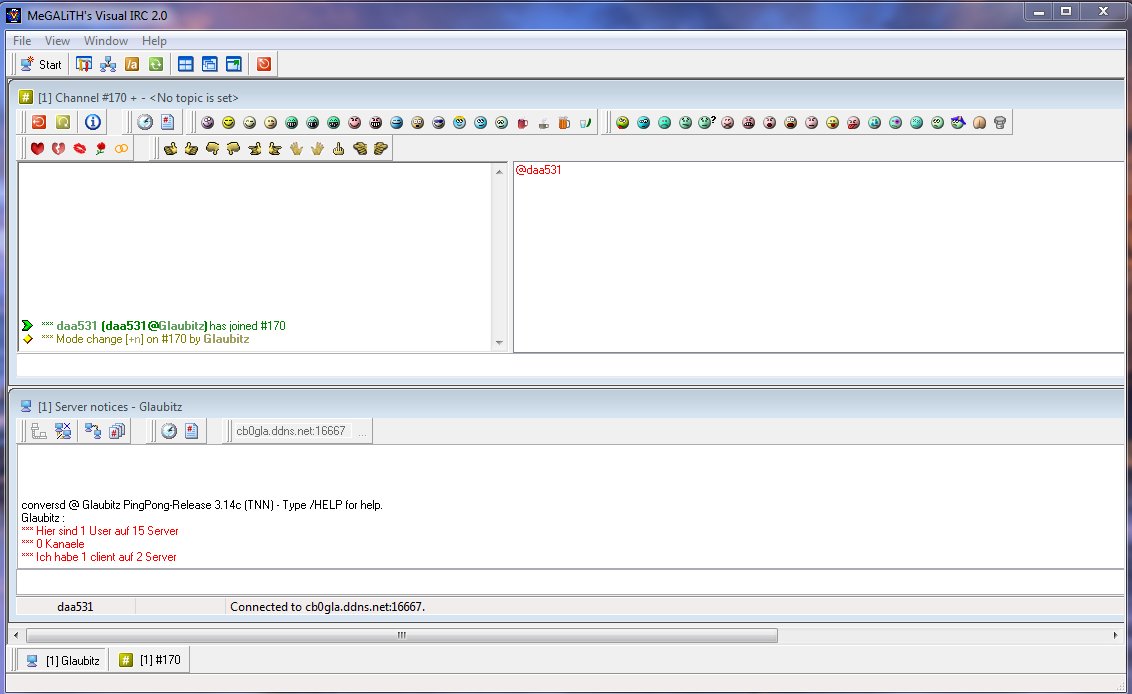 MeGALiTH's Visual IRC 2.0
File View Window Help
Start /a
# [1] Channel #170 + - <No topic is set>
@daa531
*** daa531 (daa531@Glaubitz) has joined #170
*** Mode change [+n] on #170 by Glaubitz
[1] Server notices - Glaubitz
cb0gla.ddns.net:16667 ...
conversd @ Glaubitz PingPong-Release 3.14c (TNN) - Type /HELP for help.
Glaubitz :
*** Hier sind 1 User auf 15 Server
*** 0 Kanaele
*** Ich habe 1 client auf 2 Server
daa531 Connected to cb0gla.ddns.net:16667.
[1] Glaubitz # [1] #170